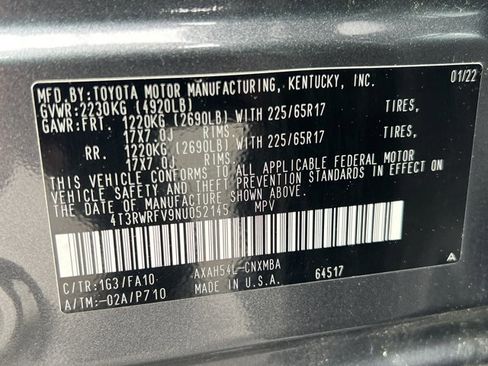 MFD.BY:TOYOTA MOTOR MANUFACTURING, KENTUCKY, INC. 01/22
GVWR:2230KG (4920LB)
GAWR:FRT. 1220KG (2690LB) WITH 225/65R17 TIRES,
17X7.0J RIMS,
RR. 1220KG (2690LB) WITH 225/65R17 TIRES,
17X7.0J RIMS,
THIS VEHICLE CONFORMS TO ALL APPLICABLE FEDERAL MOTOR
VEHICLE SAFETY STANDARDS IN EFFECT ON THE DATE OF
MANUFACTURE SHOWN ABOVE.
4T3RWRFV9NU052145 MPV
C/TR:1G3/FA10 AXAH54L-CNXMBA 64517
A/TM:-02A/P710 MADE IN U.S.A. A